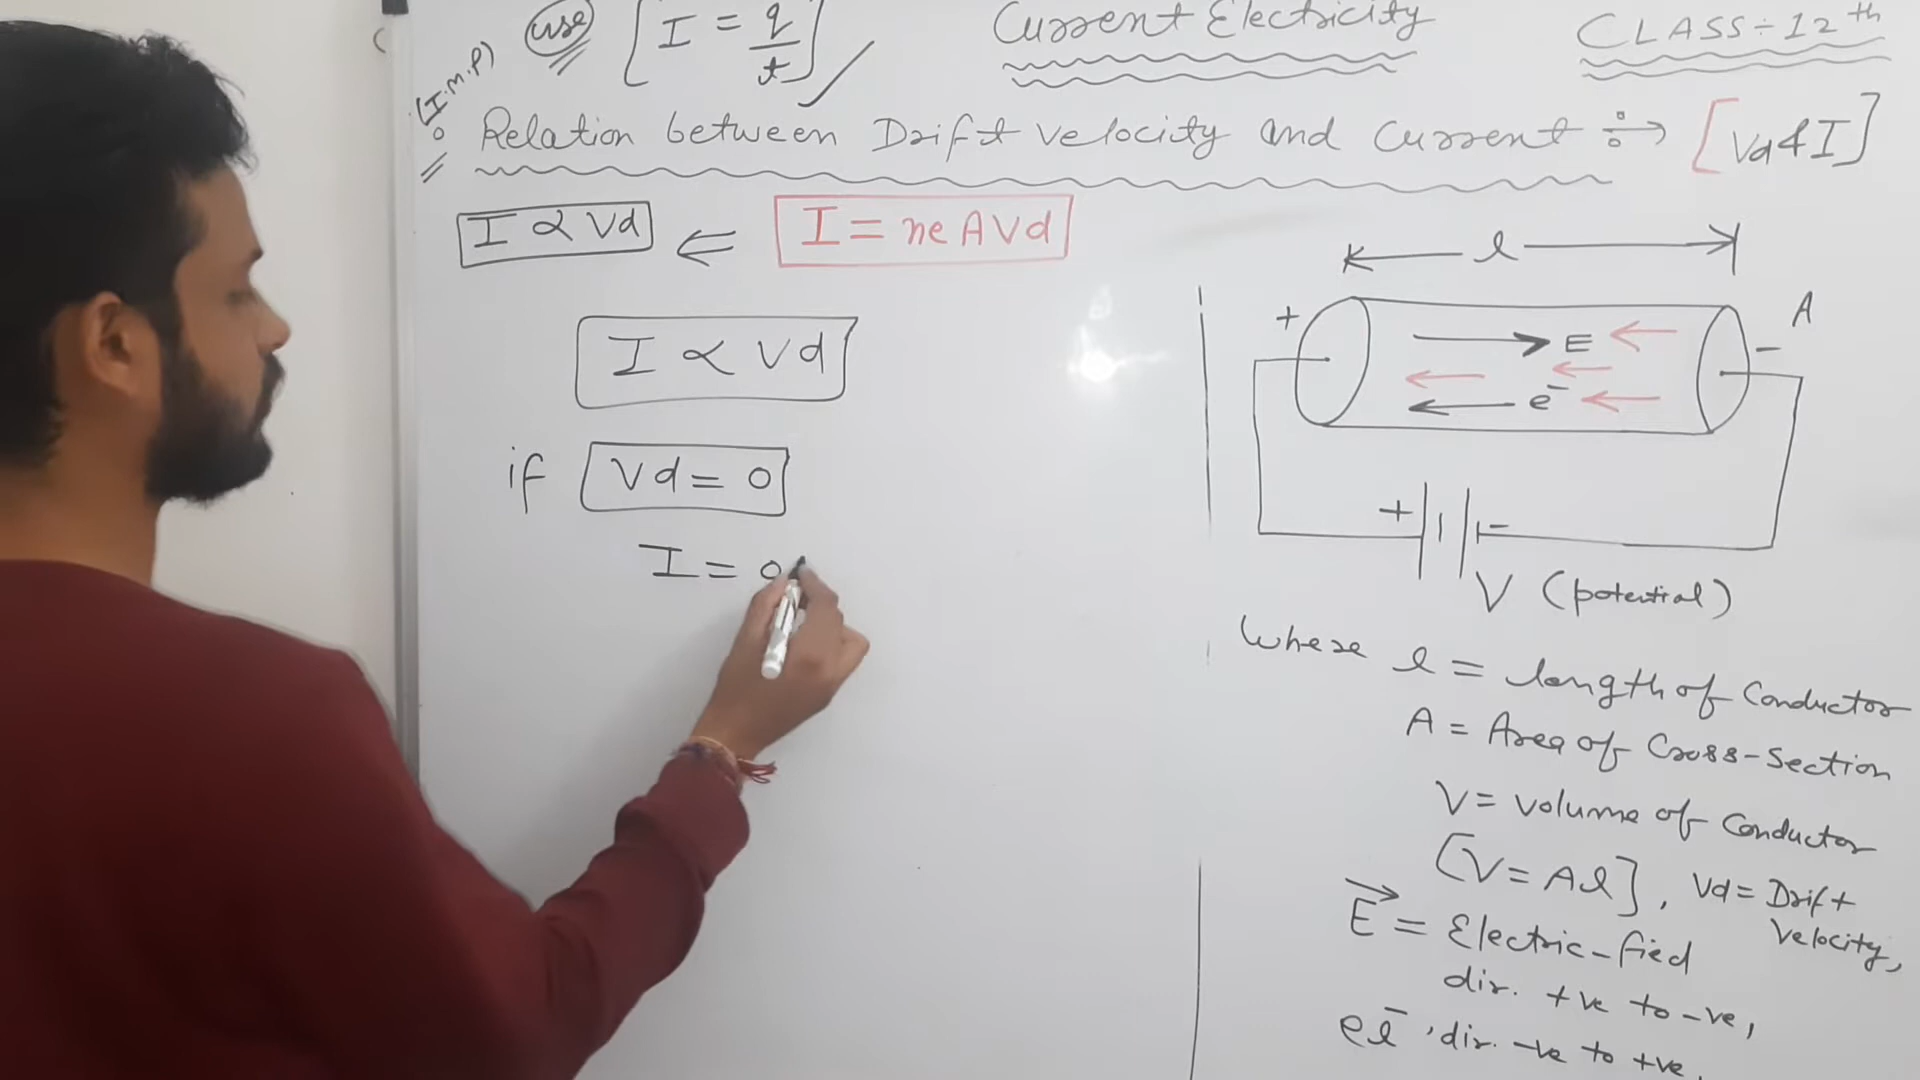 use [I = q/t]
Current Electricity
CLASS÷12th
(I.M.P)
Relation between Drift velocity and Current ÷→ [Vd & I]
I ∝ Vd ⇐ I = neAVd
I ∝ Vd
if Vd = 0
I = 0
l
+ E - A
e⁻
+ -
V (potential)
Where l = length of Conductor
A = Area of Cross-Section
V = volume of Conductor
[V = Al], Vd = Drift Velocity,
E⃗ = Electric-fied
dir. +ve to -ve,
el⁻ dir. -ve to +ve.